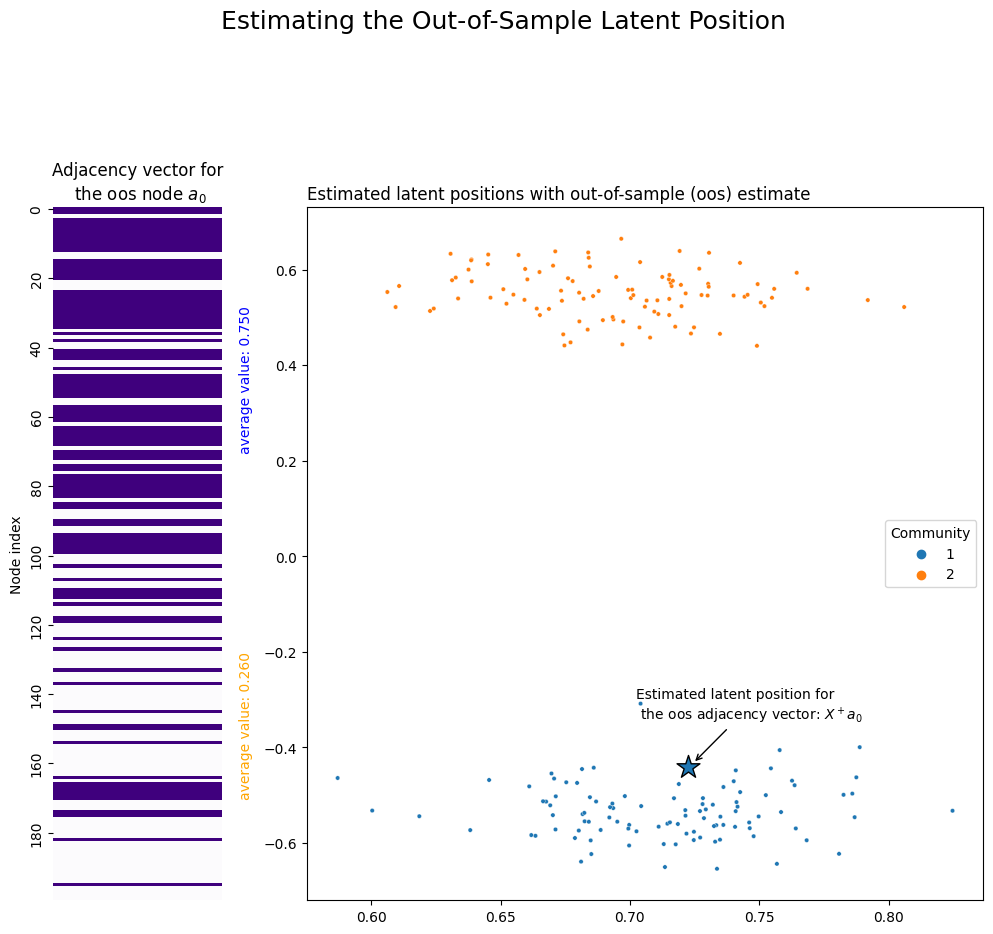 Estimating the Out-of-Sample Latent Position
Adjacency vector for
the oos node $a_0$
Node index
0
20
40
60
80
100
120
140
160
180
average value: 0.750
average value: 0.260
Estimated latent positions with out-of-sample (oos) estimate
0.6
0.4
0.2
0.0
−0.2
−0.4
−0.6
Community
1
2
Estimated latent position for
the oos adjacency vector: $X^+a_0$
0.60
0.65
0.70
0.75
0.80